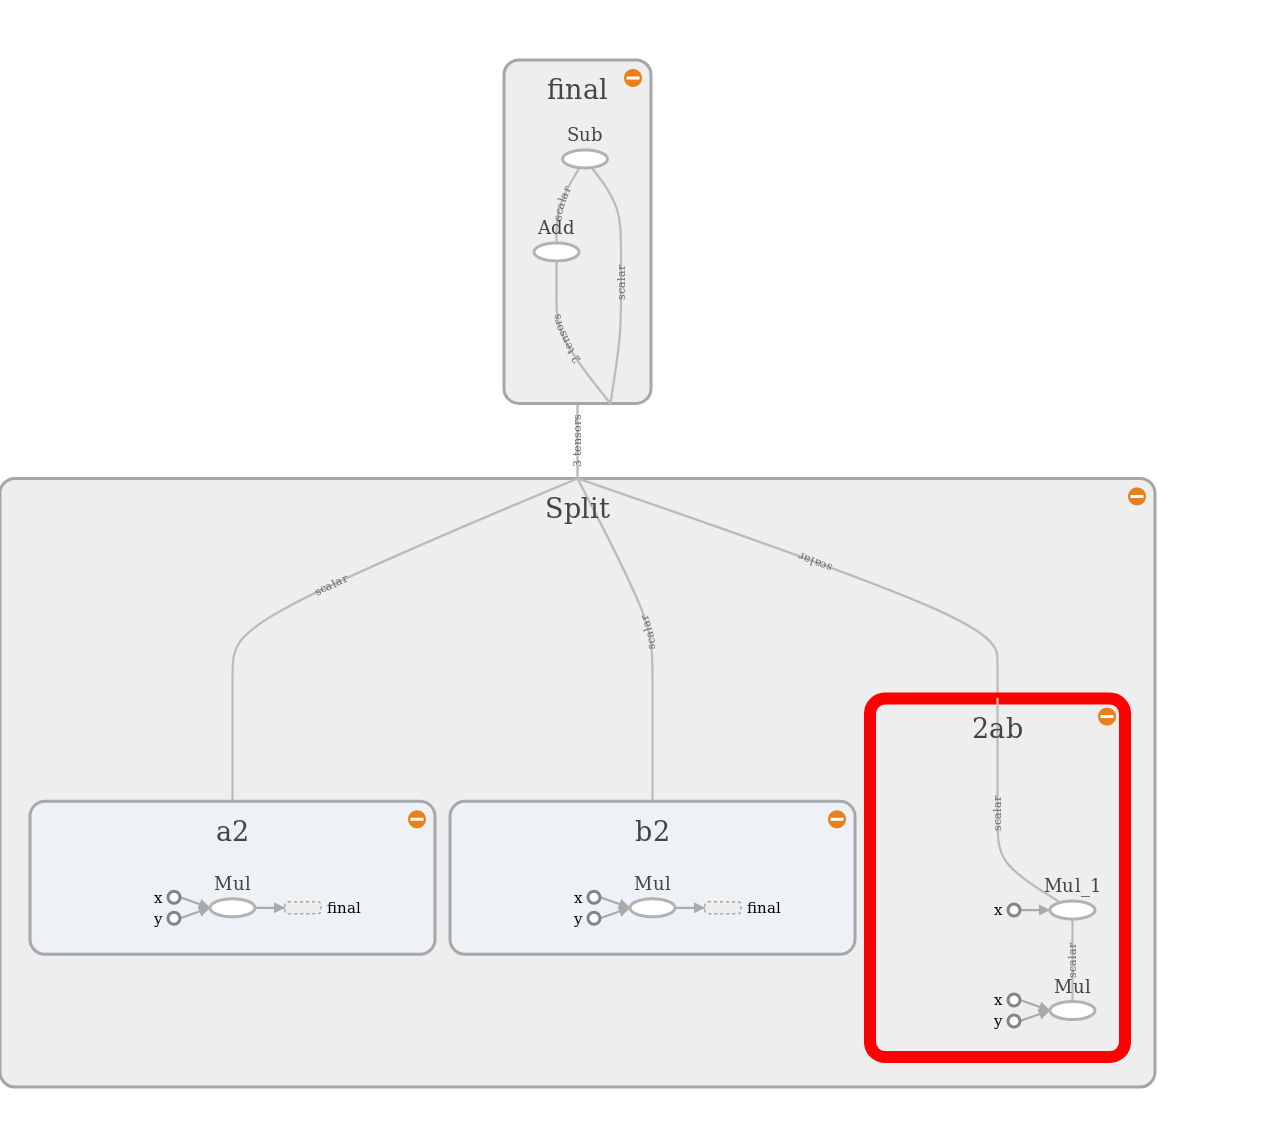 final
Sub
scalar
Add
scalar
2 tensors
3 tensors
Split
scalar
scalar
scalar
2ab
scalar
a2
Mul
x
y
final
b2
Mul
x
y
final
Mul_1
x
scalar
Mul
x
y